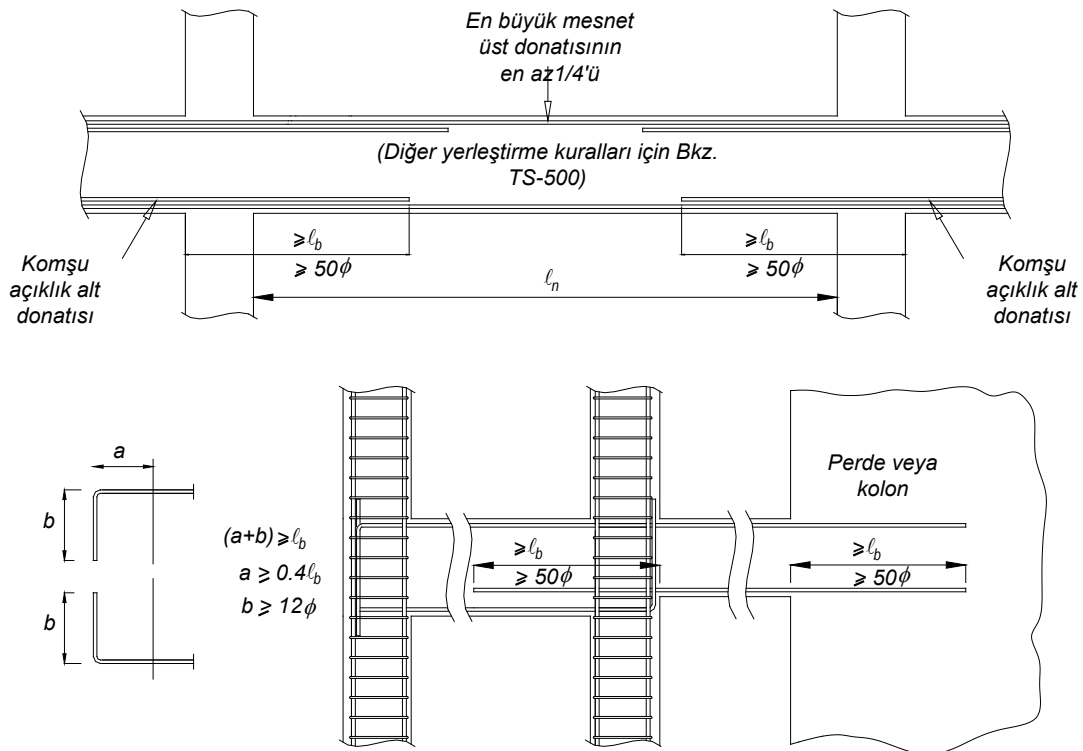 En büyük mesnet
üst donatısının
en az1/4'ü
(Diğer yerleştirme kuralları için Bkz.
TS-500)
≥ℓb
≥ 50ϕ
≥ℓb
≥ 50ϕ
Komşu
açıklık alt
donatısı
ℓn
Komşu
açıklık alt
donatısı
a
b
b
(a+b) ≥ℓb
a ≥ 0.4ℓb
b ≥ 12ϕ
≥ℓb
≥ 50ϕ
Perde veya
kolon
≥ℓb
≥ 50ϕ